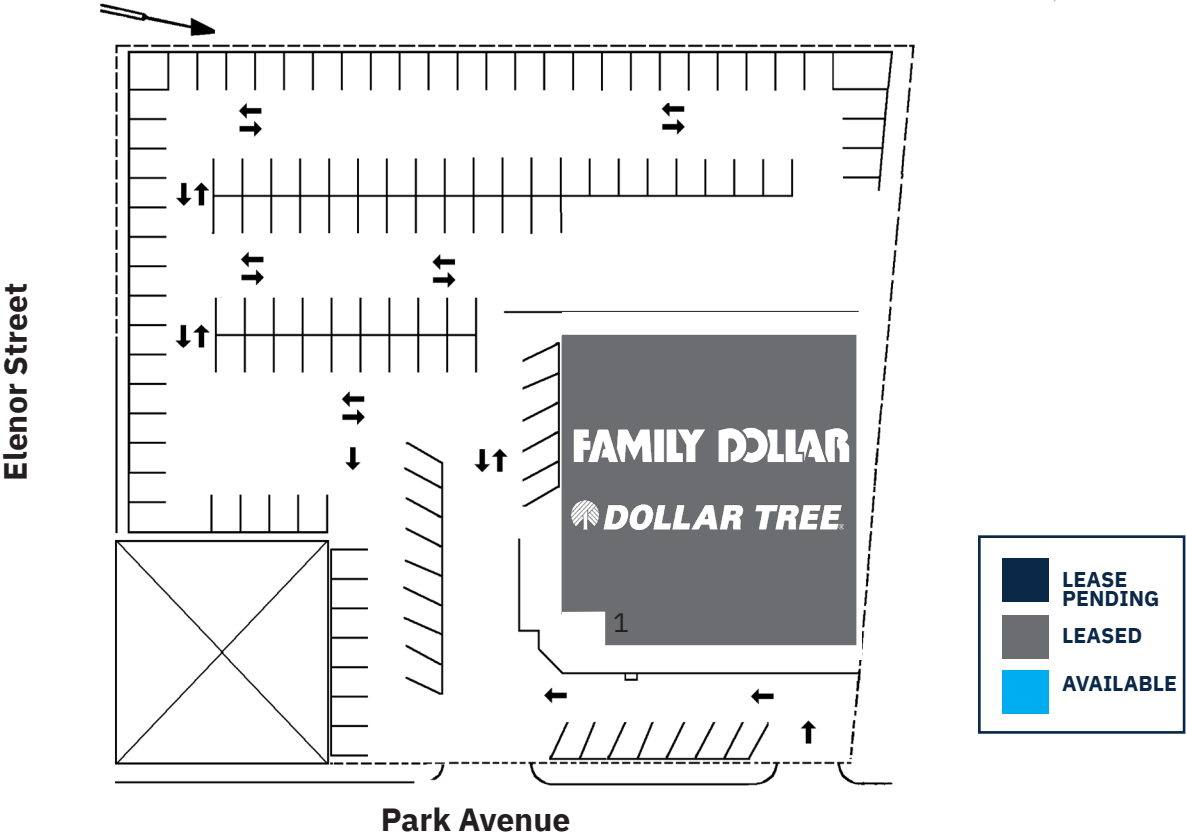 Elenor Street
FAMILY DOLLAR
DOLLAR TREE
1
LEASE
PENDING
LEASED
AVAILABLE
Park Avenue